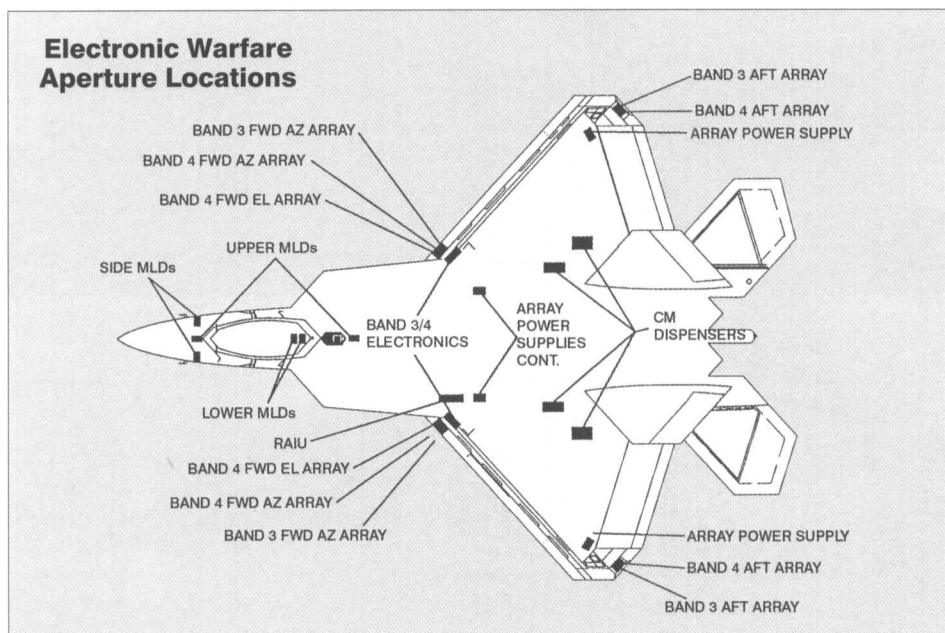 Electronic Warfare
Aperture Locations
BAND 3 AFT ARRAY
BAND 4 AFT ARRAY
ARRAY POWER SUPPLY
BAND 3 FWD AZ ARRAY
BAND 4 FWD AZ ARRAY
BAND 4 FWD EL ARRAY
UPPER MLDs
SIDE MLDs
BAND 3/4
ELECTRONICS
ARRAY
POWER
SUPPLIES
CONT.
CM
DISPENSERS
LOWER MLDs
RAIU
BAND 4 FWD EL ARRAY
BAND 4 FWD AZ ARRAY
BAND 3 FWD AZ ARRAY
ARRAY POWER SUPPLY
BAND 4 AFT ARRAY
BAND 3 AFT ARRAY